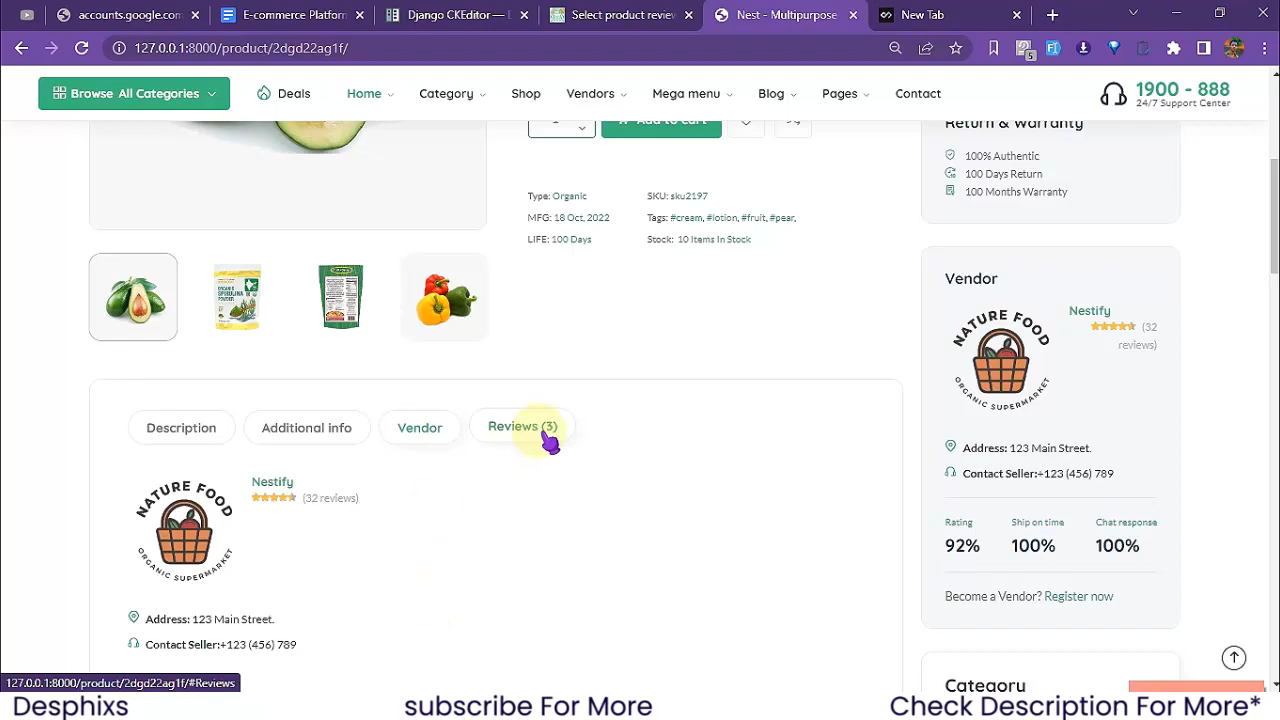 accounts.google.com
E-commerce Platform
Django CKEditor –
Select product review
Nest - Multipurpose
New Tab
127.0.0.1:8000/product/2dgd22ag1f/
5
Browse All Categories
Deals
Home
Category
Shop
Vendors
Mega menu
Blog
Pages
Contact
1900 - 888
24/7 Support Center
Add to Cart
Return & Warranty
100% Authentic
100 Days Return
100 Months Warranty
Type: Organic
SKU: sku2197
MFG: 18 Oct, 2022
Tags: #cream, #lotion, #fruit, #pear,
LIFE: 100 Days
Stock: 10 Items In Stock
Vendor
NATURE FOOD
ORGANIC SUPERMARKET
Nestify
(32
reviews)
Address: 123 Main Street.
Contact Seller:+123 (456) 789
Rating
Ship on time
Chat response
92%
100%
100%
Become a Vendor? Register now
Description
Additional info
Vendor
Reviews (3)
NATURE FOOD
ORGANIC SUPERMARKET
Nestify
(32 reviews)
Address: 123 Main Street.
Contact Seller:+123 (456) 789
Category
127.0.0.1:8000/product/2dgd22ag1f/#Reviews
Desphixs
subscribe For More
Check Description For More*